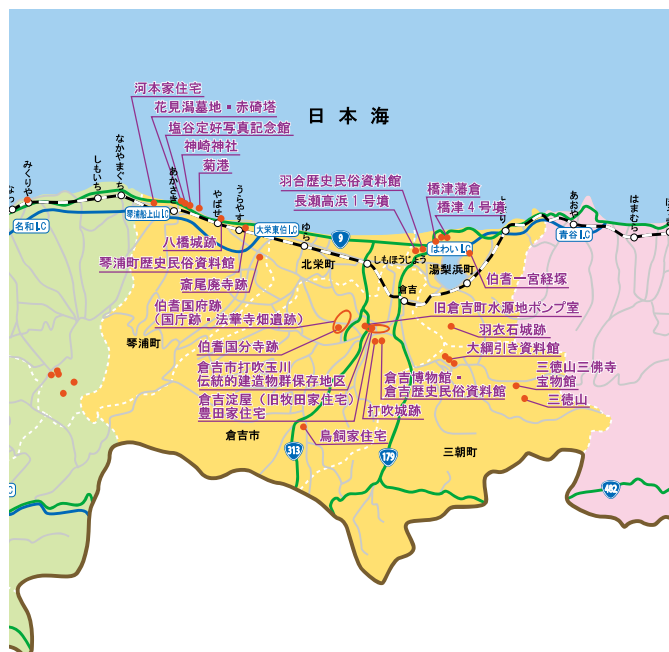 河本家住宅
花見潟墓地・赤碕塔
塩谷定好写真記念館
神崎神社
菊港
日本海
羽合歴史民俗資料館
長瀬高浜1号墳
橋津藩倉
橋津4号墳
みくりや
しもいち
なかやまぐち
あかさき
やばせ
うらやす
ゆら
しもほうじょう
倉吉
あおや
はまむら
名和I.C
琴浦船上山I.C
大栄東伯I.C
はわいI.C
青谷I.C
9
八橋城跡
琴浦町歴史民俗資料館
斎尾廃寺跡
北栄町
湯梨浜町
伯耆一宮経塚
伯耆国府跡
(国庁跡・法華寺畑遺跡)
旧倉吉町水源地ポンプ室
羽衣石城跡
琴浦町
伯耆国分寺跡
大綱引き資料館
倉吉市打吹玉川
伝統的建造物群保存地区
倉吉博物館・
倉吉歴史民俗資料館
三徳山三佛寺
宝物館
倉吉淀屋(旧牧田家住宅)
豊田家住宅
打吹城跡
三徳山
倉吉市
鳥飼家住宅
三朝町
313
179
482